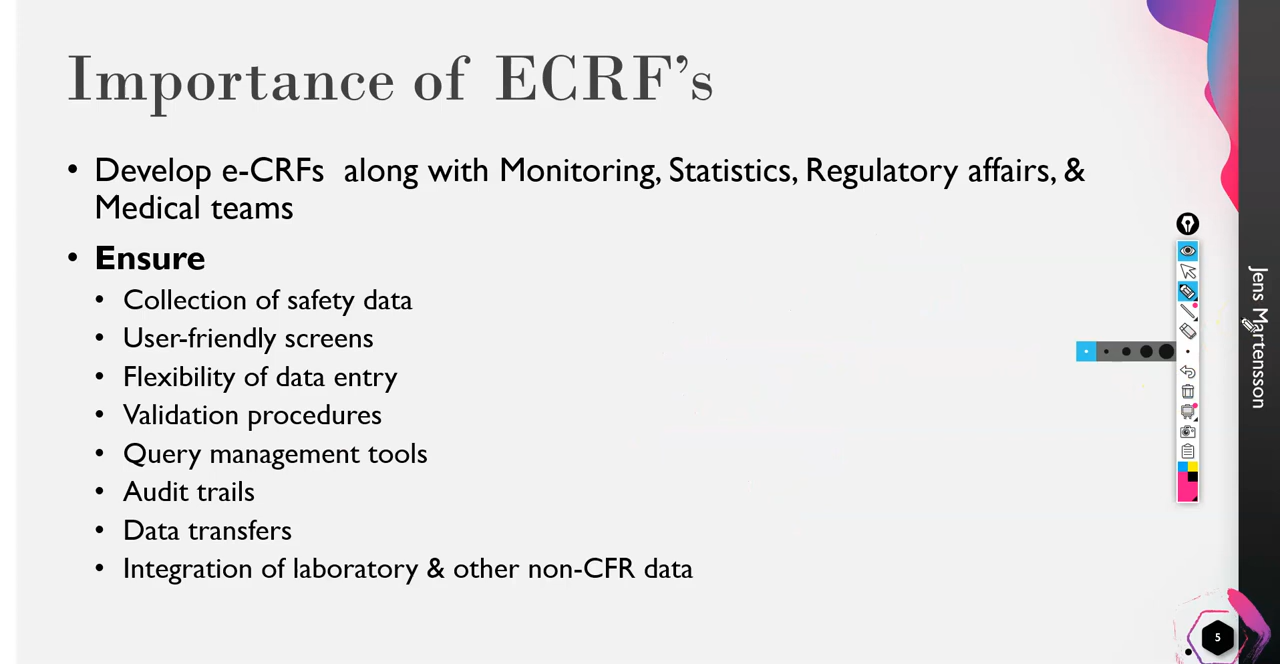 Importance of ECRF’s
• Develop e-CRFs along with Monitoring, Statistics, Regulatory affairs, &
Medical teams
• Ensure
• Collection of safety data
• User-friendly screens
• Flexibility of data entry
• Validation procedures
• Query management tools
• Audit trails
• Data transfers
• Integration of laboratory & other non-CFR data
Jens Martensson
5